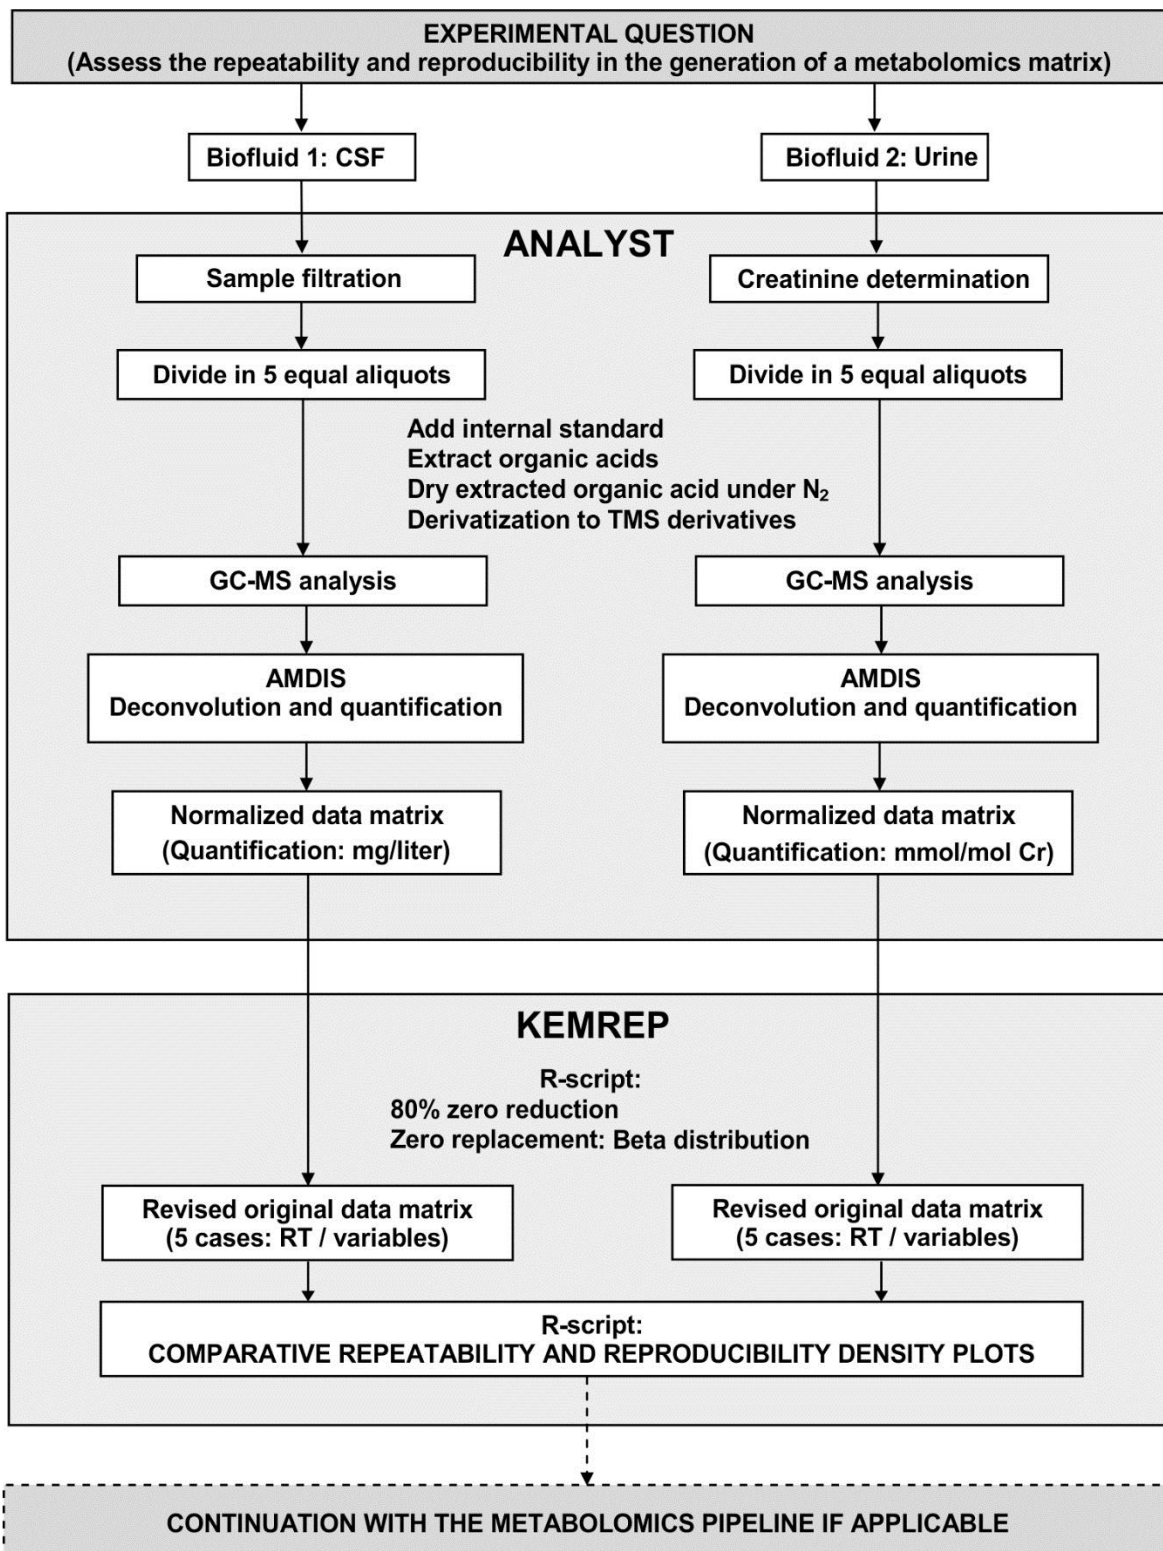 EXPERIMENTAL QUESTION
(Assess the repeatability and reproducibility in the generation of a metabolomics matrix)
Biofluid 1: CSF
Biofluid 2: Urine
ANALYST
Sample filtration
Creatinine determination
Divide in 5 equal aliquots
Divide in 5 equal aliquots
Add internal standard
Extract organic acids
Dry extracted organic acid under N₂
Derivatization to TMS derivatives
GC-MS analysis
GC-MS analysis
AMDIS
Deconvolution and quantification
AMDIS
Deconvolution and quantification
Normalized data matrix
(Quantification: mg/liter)
Normalized data matrix
(Quantification: mmol/mol Cr)
KEMREP
R-script:
80% zero reduction
Zero replacement: Beta distribution
Revised original data matrix
(5 cases: RT / variables)
Revised original data matrix
(5 cases: RT / variables)
R-script:
COMPARATIVE REPEATABILITY AND REPRODUCIBILITY DENSITY PLOTS
CONTINUATION WITH THE METABOLOMICS PIPELINE IF APPLICABLE